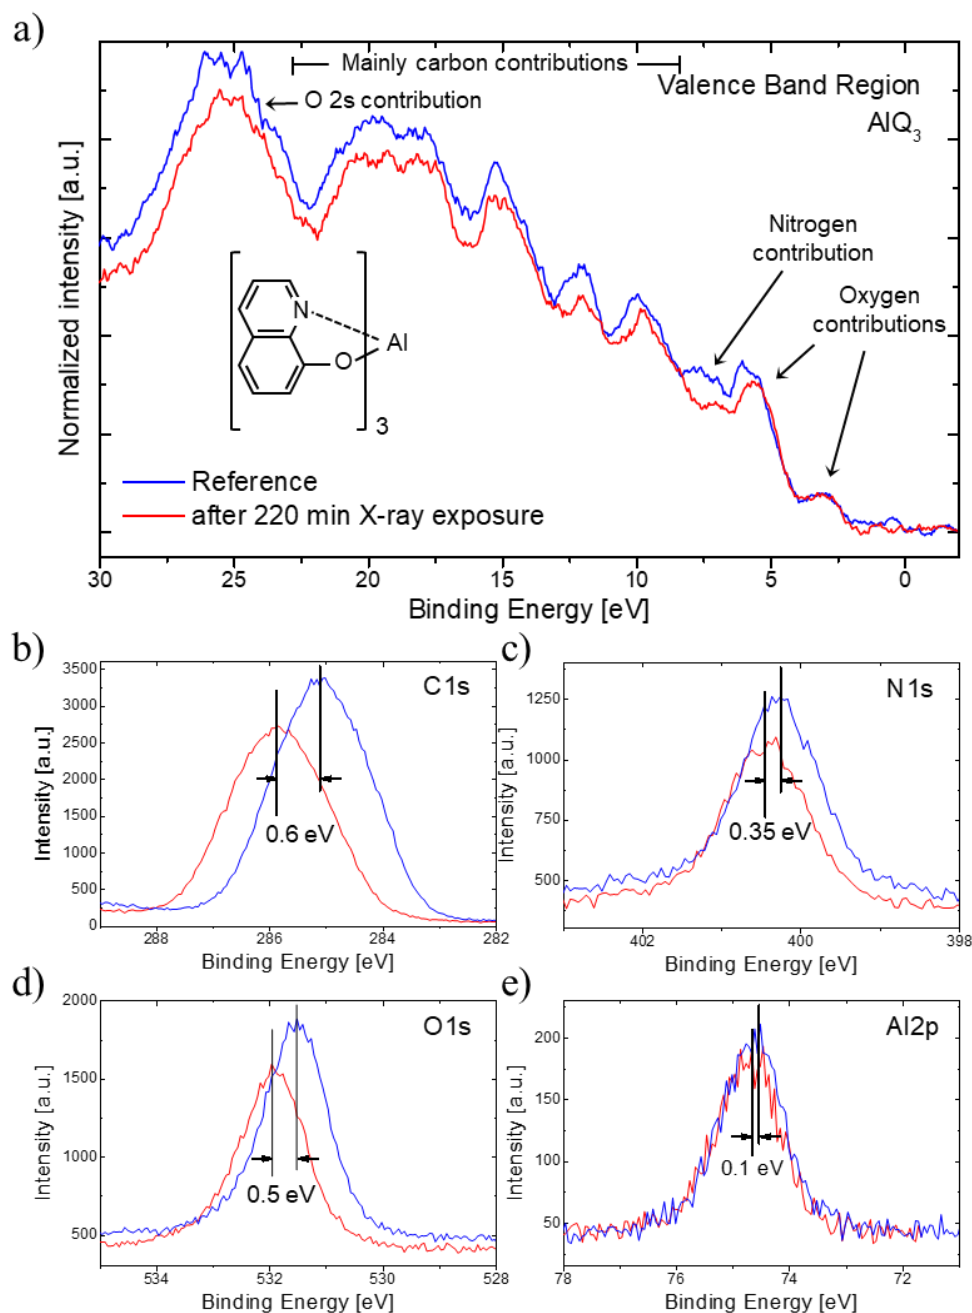 a)
Mainly carbon contributions
Valence Band Region
AlQ3
O 2s contribution
Nitrogen
contribution
Oxygen
contributions
N
O
Al
3
Reference
after 220 min X-ray exposure
Normalized intensity [a.u.]
30 25 20 15 10 5 0
Binding Energy [eV]
b)
C1s
3500
3000
2500
2000
1500
1000
500
0
Intensity [a.u.]
0.6 eV
288 286 284 282
Binding Energy [eV]
c)
N1s
1250
1000
750
500
Intensity [a.u.]
0.35 eV
402 400 398
Binding Energy [eV]
d)
O1s
2000
1500
1000
500
Intensity [a.u.]
0.5 eV
534 532 530 528
Binding Energy [eV]
e)
Al2p
200
150
100
50
Intensity [a.u.]
0.1 eV
78 76 74 72
Binding Energy [eV]